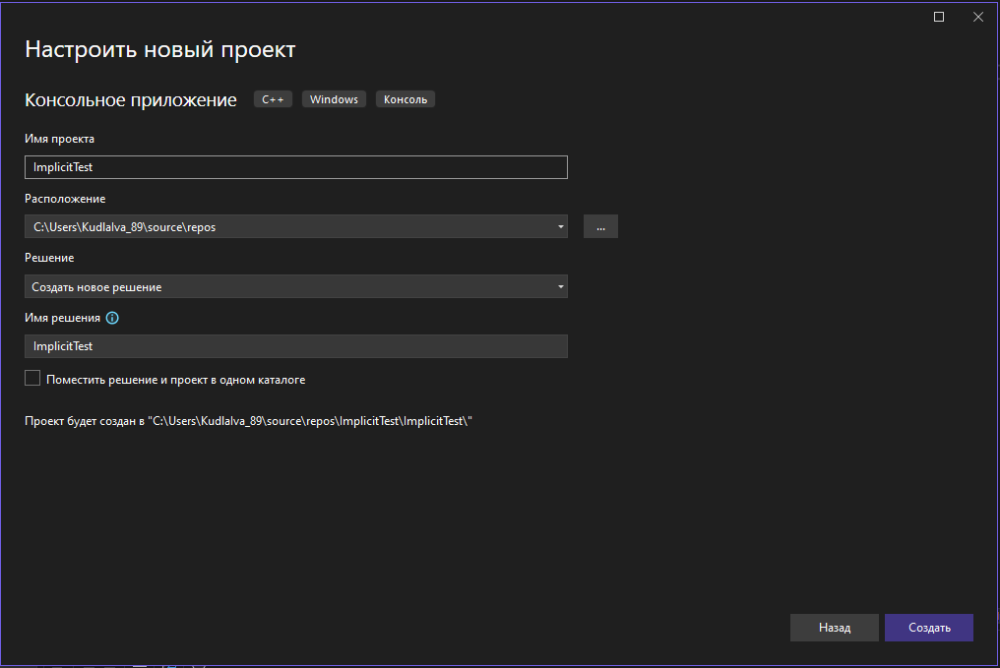 Настроить новый проект
Консольное приложение C++ Windows Консоль
Имя проекта
ImplicitTest
Расположение
C:\Users\Kudlalva_89\source\repos
...
Решение
Создать новое решение
Имя решения
ImplicitTest
Поместить решение и проект в одном каталоге
Проект будет создан в "C:\Users\Kudlalva_89\source\repos\ImplicitTest\ImplicitTest\"
Назад Создать